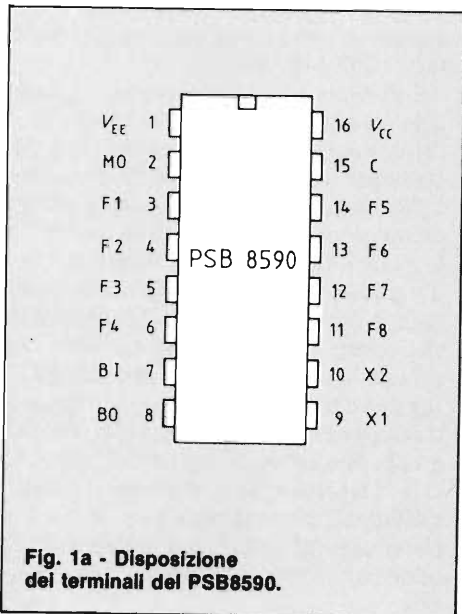 V_EE 1 16 V_CC
MO 2 15 C
F1 3 14 F5
F2 4 13 F6
PSB 8590
F3 5 12 F7
F4 6 11 F8
BI 7 10 X2
BO 8 9 X1
Fig. 1a - Disposizione
dei terminali del PSB8590.